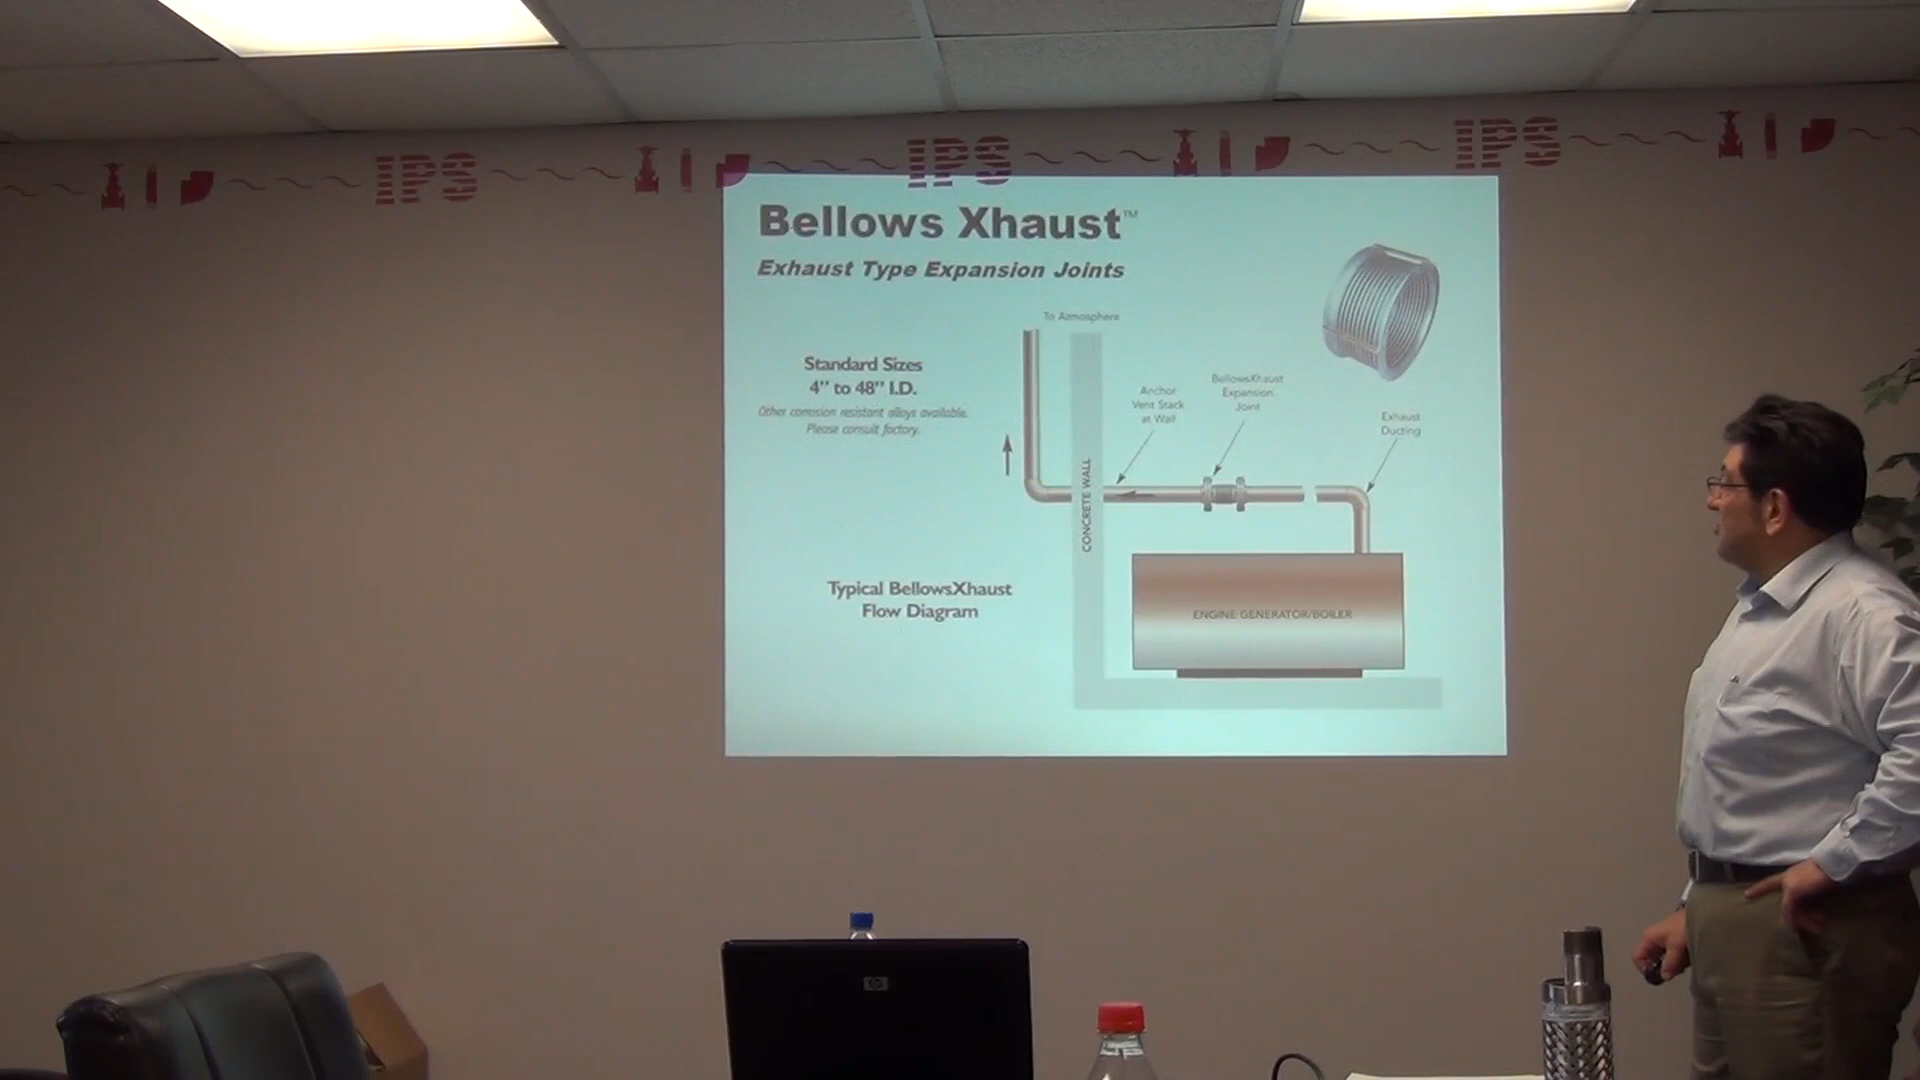 IPS IPS IPS
Bellows Xhaust™
Exhaust Type Expansion Joints
To Atmosphere
Standard Sizes
4” to 48” I.D.
Other corrosion resistant alloys available.
Please consult factory.
Anchor
Vent Stack
at Wall
BellowsXhaust
Expansion
Joint
Exhaust
Ducting
CONCRETE WALL
Typical BellowsXhaust
Flow Diagram
ENGINE GENERATOR/BOILER
hp